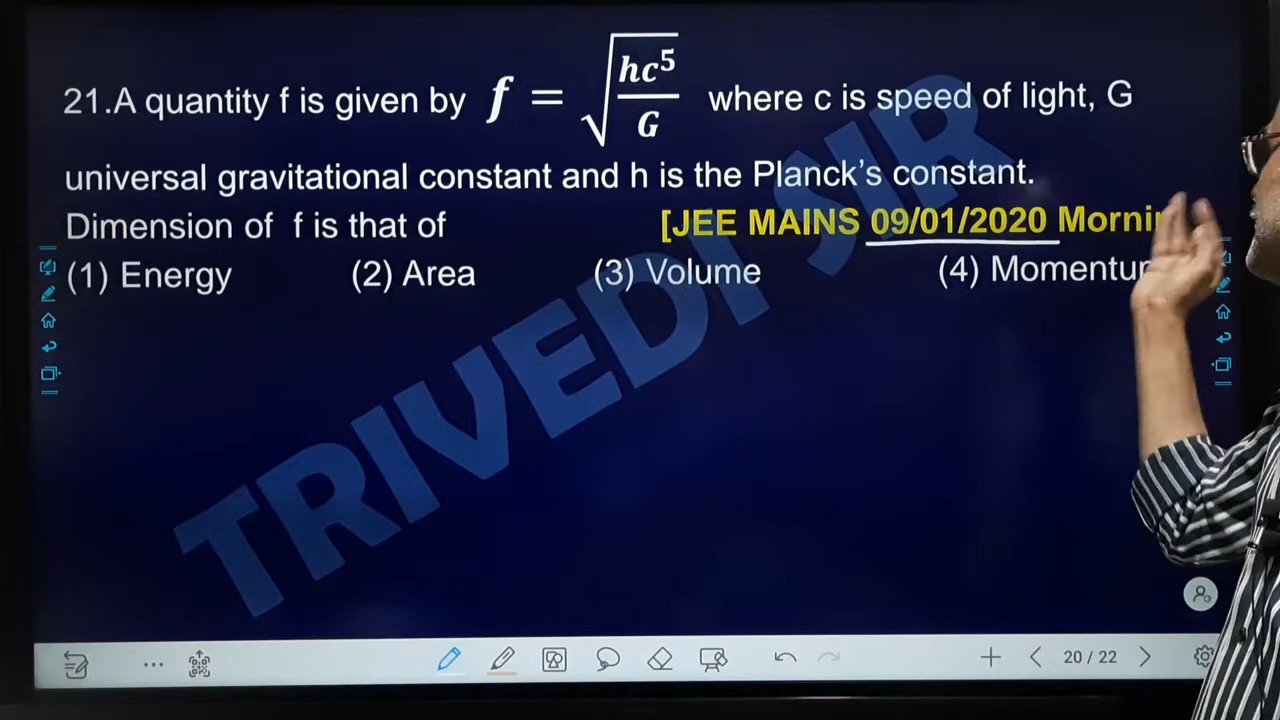 21.A quantity f is given by f = √(hc⁵/G) where c is speed of light, G
universal gravitational constant and h is the Planck's constant.
Dimension of f is that of [JEE MAINS 09/01/2020
(1) Energy (2) Area (3) Volume (4)
TRIVEDI SIR
20 / 22